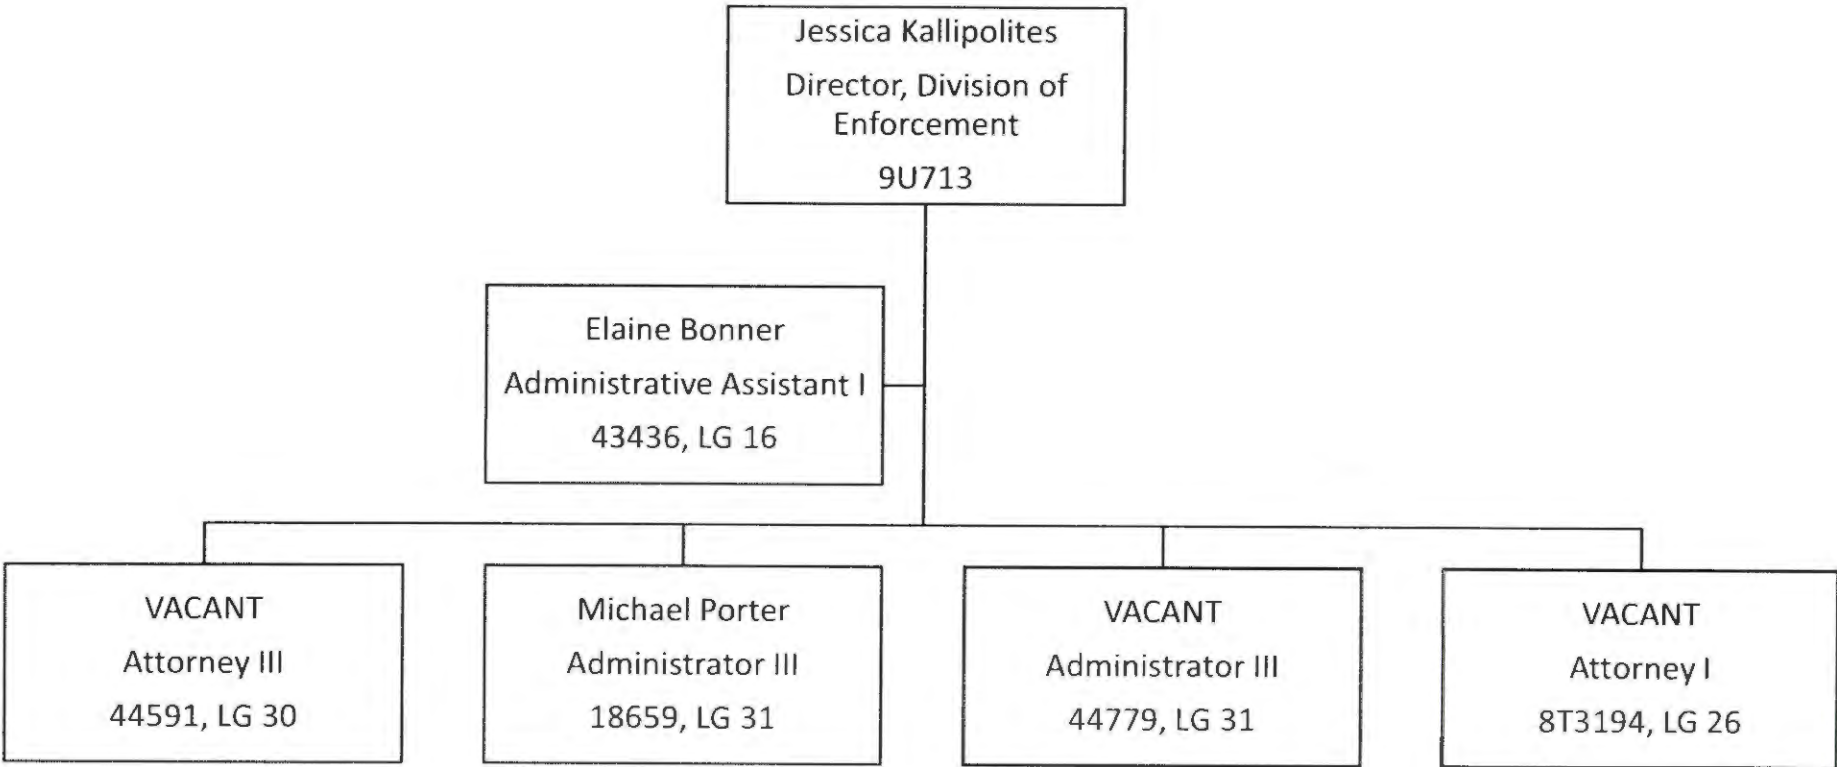 Jessica Kallipolites
Director, Division of
Enforcement
9U713
Elaine Bonner
Administrative Assistant I
43436, LG 16
VACANT
Attorney III
44591, LG 30
Michael Porter
Administrator III
18659, LG 31
VACANT
Administrator III
44779, LG 31
VACANT
Attorney I
8T3194, LG 26